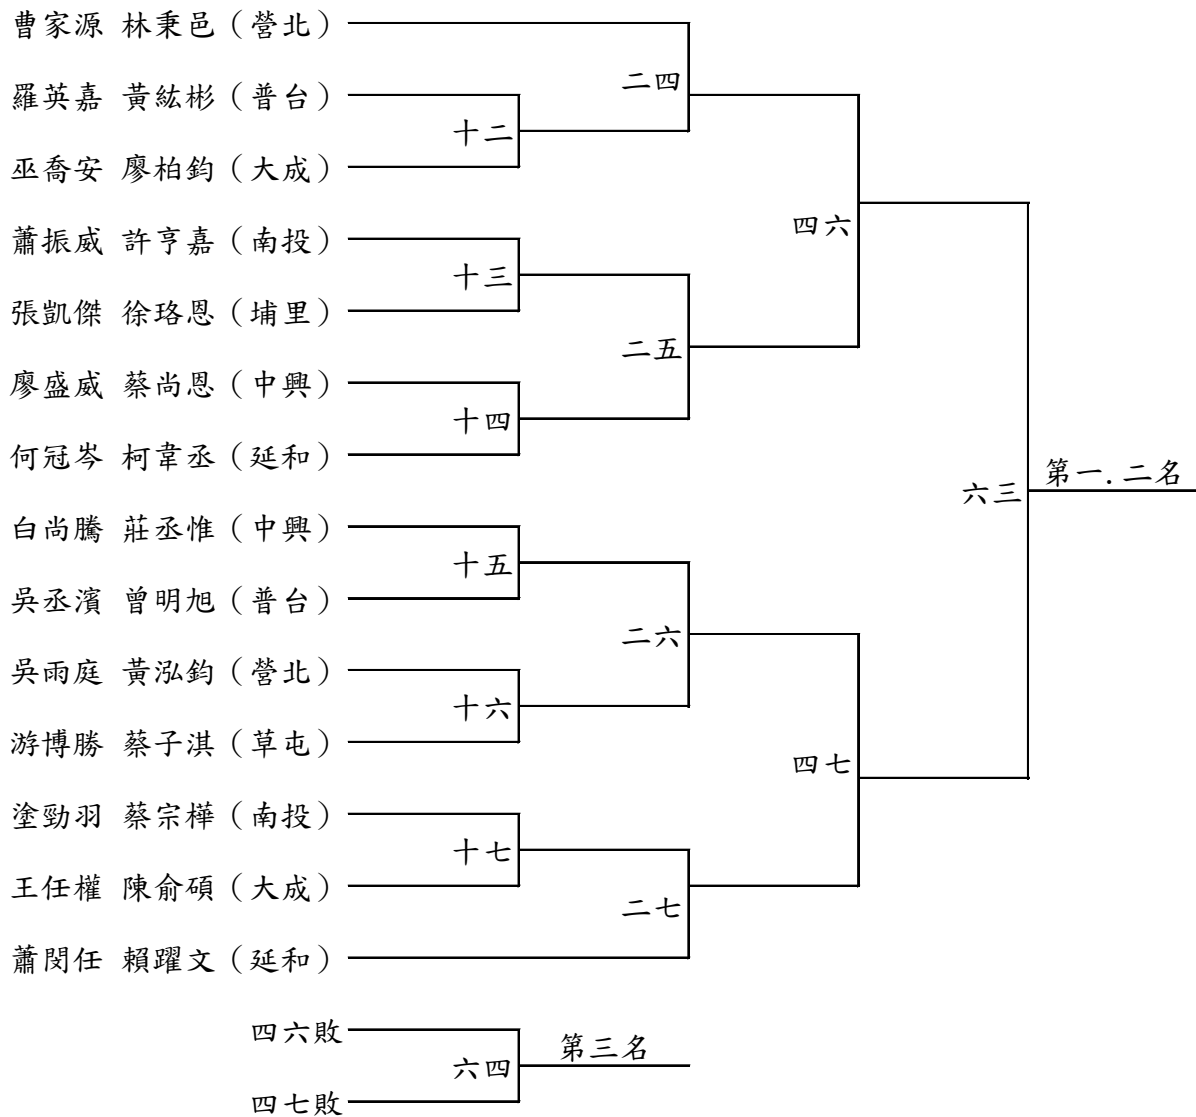 曹家源 林秉邑（營北）
二四
羅英嘉 黃紘彬（普台）
十二
巫喬安 廖柏鈞（大成）
四六
蕭振威 許亨嘉（南投）
十三
張凱傑 徐珞恩（埔里）
二五
廖盛威 蔡尚恩（中興）
十四
何冠岑 柯韋丞（延和）
六三
第一.二名
白尚騰 莊丞惟（中興）
十五
吳丞濱 曾明旭（普台）
二六
吳雨庭 黃泓鈞（營北）
十六
游博勝 蔡子淇（草屯）
四七
塗勁羽 蔡宗樺（南投）
十七
王任權 陳俞碩（大成）
二七
蕭閔任 賴躍文（延和）
四六敗
六四
第三名
四七敗